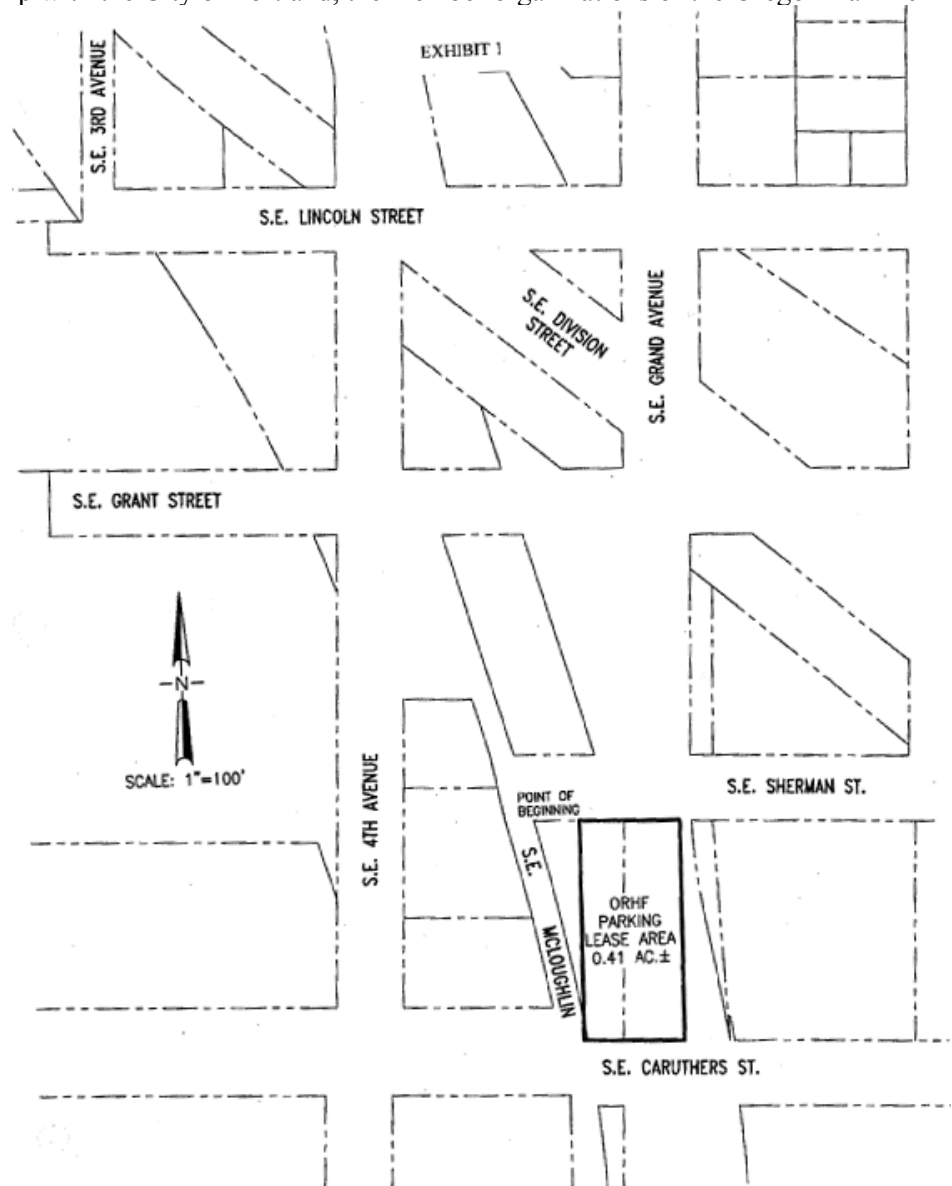 EXHIBIT 1
S.E. 3RD AVENUE
S.E. LINCOLN STREET
S.E. DIVISION
STREET
S.E. GRAND AVENUE
S.E. GRANT STREET
N
SCALE: 1"=100'
S.E. 4TH AVENUE
S.E. SHERMAN ST.
POINT OF
BEGINNING
S.E.
MCLOUGHLIN
ORHF
PARKING
LEASE AREA
0.41 AC.±
S.E. CARUTHERS ST.